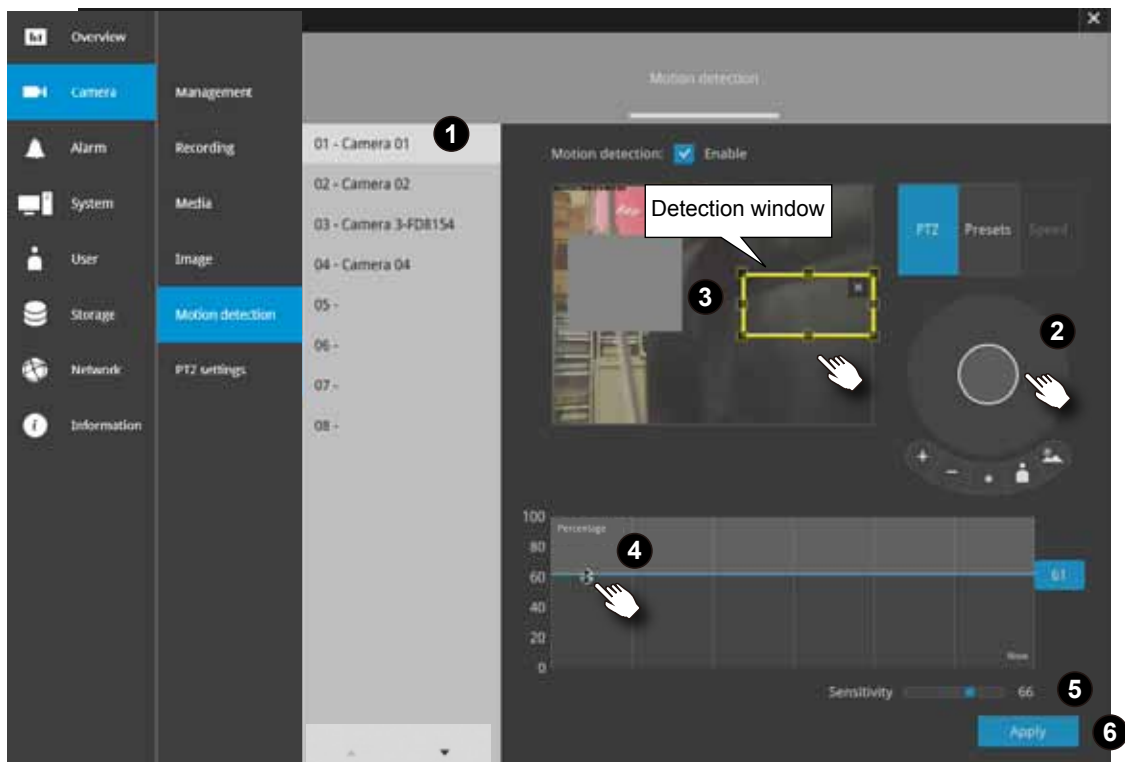 Overview
Camera
Alarm
System
User
Storage
Network
Information
Management
Recording
Media
Image
Motion detection
PTZ settings
Motion detection
01 - Camera 01
02 - Camera 02
03 - Camera 3-FD8154
04 - Camera 04
05 -
06 -
07 -
08 -
1
Motion detection: Enable
Detection window
3
PTZ Presets Speed
2
100
80
60
40
20
0
Percentage
4
61
Now
Sensitivity 66
5
Apply
6